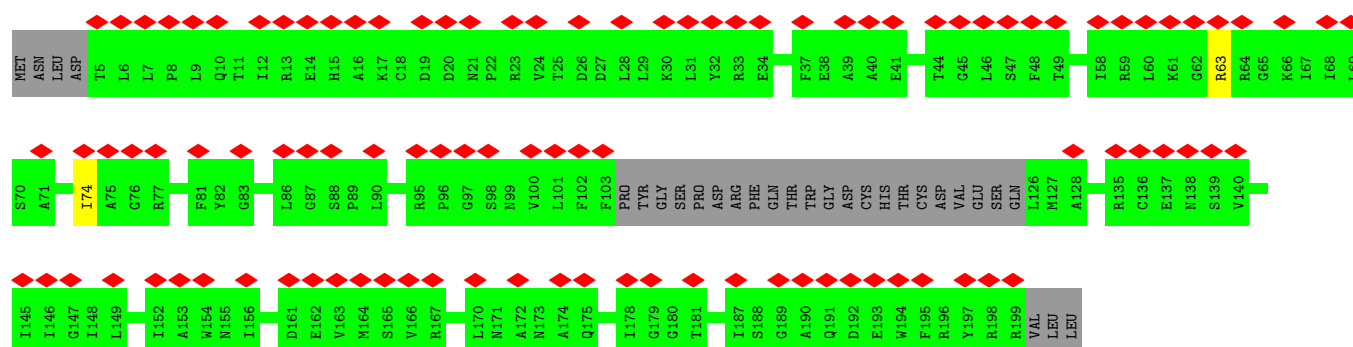 MET ASN LEU ASP T5 L6 L7 P8 L9 Q10 T11 I12 R13 E14 H15 A16 K17 C18 D19 D20 N21 P22 R23 V24 T25 D26 D27 L28 L29 K30 L31 Y32 R33 E34 F37 E38 A39 A40 E41 T44 G45 L46 S47 F48 T49 I58 R59 L60 K61 G62 R63 R64 G65 K66 I67 I68 L69
S70 A71 I74 A75 G76 R77 F81 Y82 G83 L86 G87 S88 P89 L90 R95 P96 G97 S98 N99 V100 L101 F102 F103 PRO TYR GLY SER PRO ASP ARG PHE GLN THR TRP GLY ASP CYS HIS THR CYS ASP VAL GLU SER GLN L126 M127 A128 R135 C136 E137 N138 S139 V140
I145 I146 G147 I148 L149 I152 A153 W154 N155 I156 D161 E162 V163 M164 S165 V166 R167 L170 N171 A172 N173 A174 Q175 I178 G179 G180 T181 I187 S188 G189 A190 Q191 D192 E193 W194 F195 R196 Y197 R198 R199 VAL LEU LEU